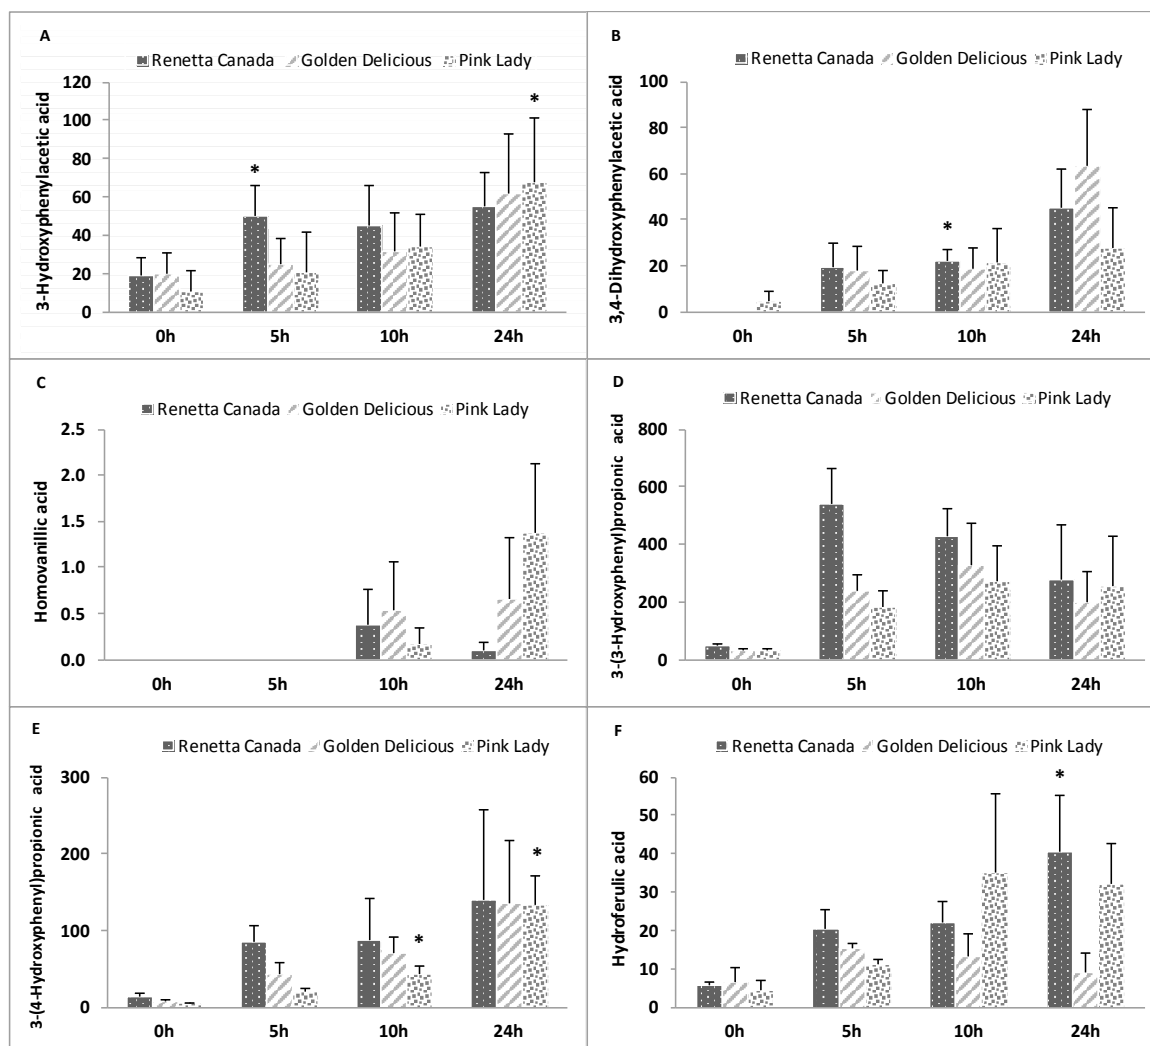 A
Renetta Canada Golden Delicious Pink Lady
3-Hydroxyphenylacetic acid
120
100
80
60
40
20
0
*
*
0h 5h 10h 24h
B
Renetta Canada Golden Delicious Pink Lady
3,4-Dihydroxyphenylacetic acid
100
80
60
40
20
0
*
0h 5h 10h 24h
C
Renetta Canada Golden Delicious Pink Lady
Homovanillic acid
2.5
2.0
1.5
1.0
0.5
0.0
0h 5h 10h 24h
D
Renetta Canada Golden Delicious Pink Lady
3-(3-Hydroxyphenyl)propionic acid
800
600
400
200
0
0h 5h 10h 24h
E
Renetta Canada Golden Delicious Pink Lady
3-(4-Hydroxyphenyl)propionic acid
300
200
100
0
*
*
0h 5h 10h 24h
F
Renetta Canada Golden Delicious Pink Lady
Hydroferulic acid
60
50
40
30
20
10
0
*
0h 5h 10h 24h